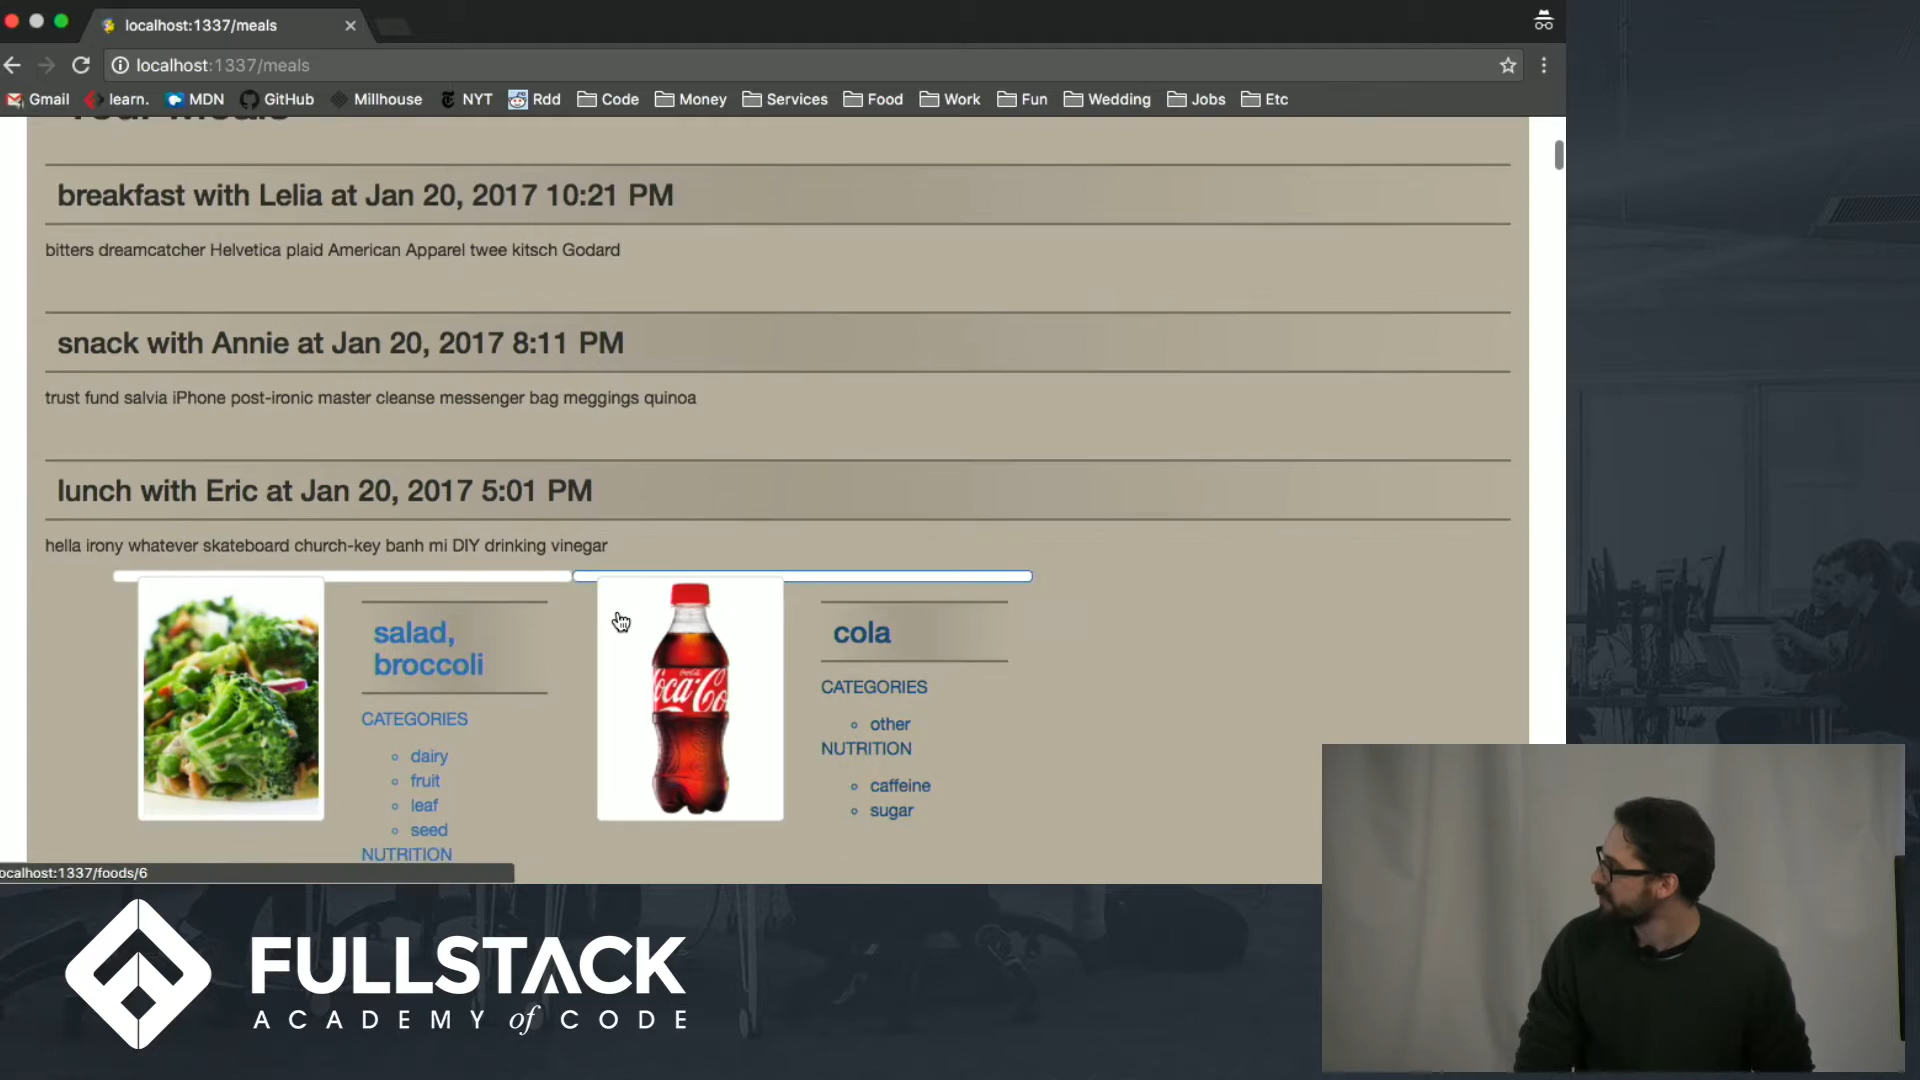 localhost:1337/meals
localhost:1337/meals
Gmail learn. MDN GitHub Millhouse NYT Rdd Code Money Services Food Work Fun Wedding Jobs Etc
Your Meals
breakfast with Lelia at Jan 20, 2017 10:21 PM
bitters dreamcatcher Helvetica plaid American Apparel twee kitsch Godard
snack with Annie at Jan 20, 2017 8:11 PM
trust fund salvia iPhone post-ironic master cleanse messenger bag meggings quinoa
lunch with Eric at Jan 20, 2017 5:01 PM
hella irony whatever skateboard church-key banh mi DIY drinking vinegar
salad,
broccoli
CATEGORIES
dairy
fruit
leaf
seed
NUTRITION
Coca-Co
cola
CATEGORIES
other
NUTRITION
caffeine
sugar
ocalhost:1337/foods/6
FULLSTACK
ACADEMY of CODE